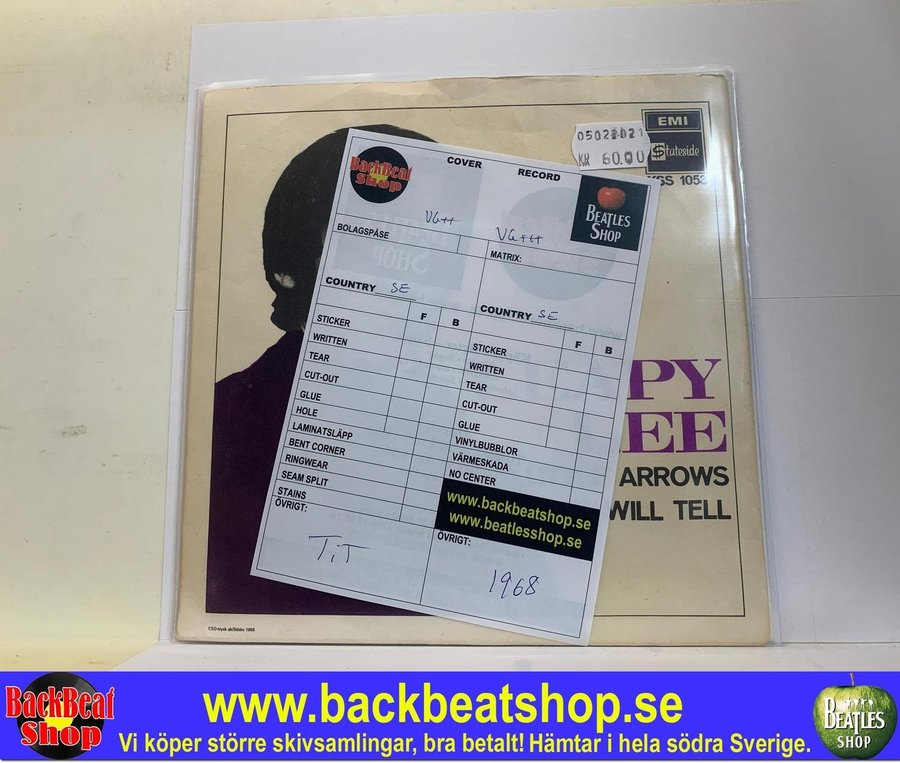 EMI
05022021
KR 60.00
Stateside
1053
BackBeat
Shop
COVER
RECORD
BEATLES
SHOP
VG++
VG+++
BOLAGSPÅSE
MATRIX:
COUNTRY SE
COUNTRY SE
F B
F B
STICKER
WRITTEN
TEAR
CUT-OUT
GLUE
HOLE
LAMINATSLÄPP
BENT CORNER
RINGWEAR
SEAM SPLIT
STAINS
ÖVRIGT:
TiT
STICKER
WRITTEN
TEAR
CUT-OUT
GLUE
VINYLBUBBLOR
VÄRMESKADA
NO CENTER
www.backbeatshop.se
www.beatlesshop.se
ÖVRIGT:
1968
PY
EE
ARROWS
WILL TELL
BackBeat
Shop
www.backbeatshop.se
Vi köper större skivsamlingar, bra betalt! Hämtar i hela södra Sverige.
BEATLES
SHOP